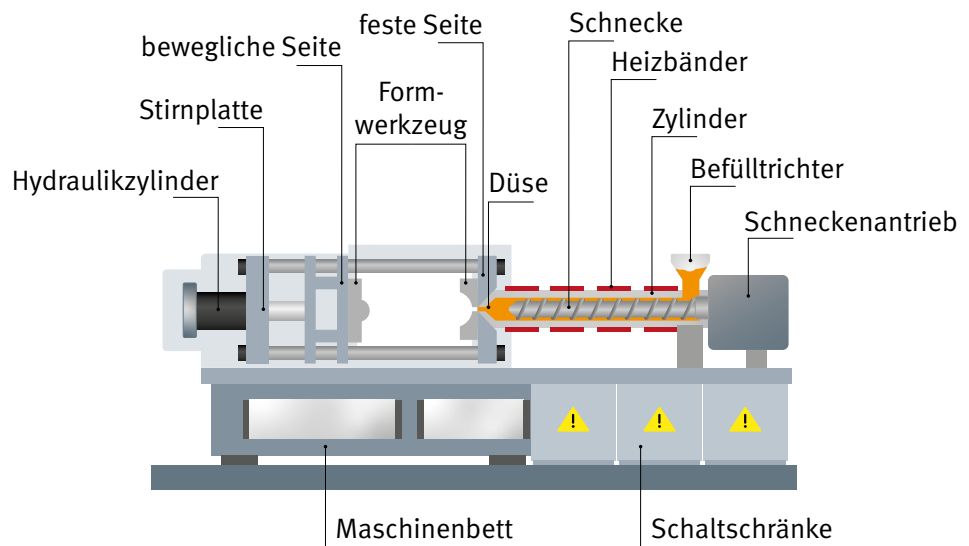 feste Seite
Schnecke
bewegliche Seite
Heizbänder
Form-
werkzeug
Stirnplatte
Zylinder
Befülltrichter
Hydraulikzylinder
Düse
Schneckenantrieb
!
!
!
Maschinenbett
Schaltschränke